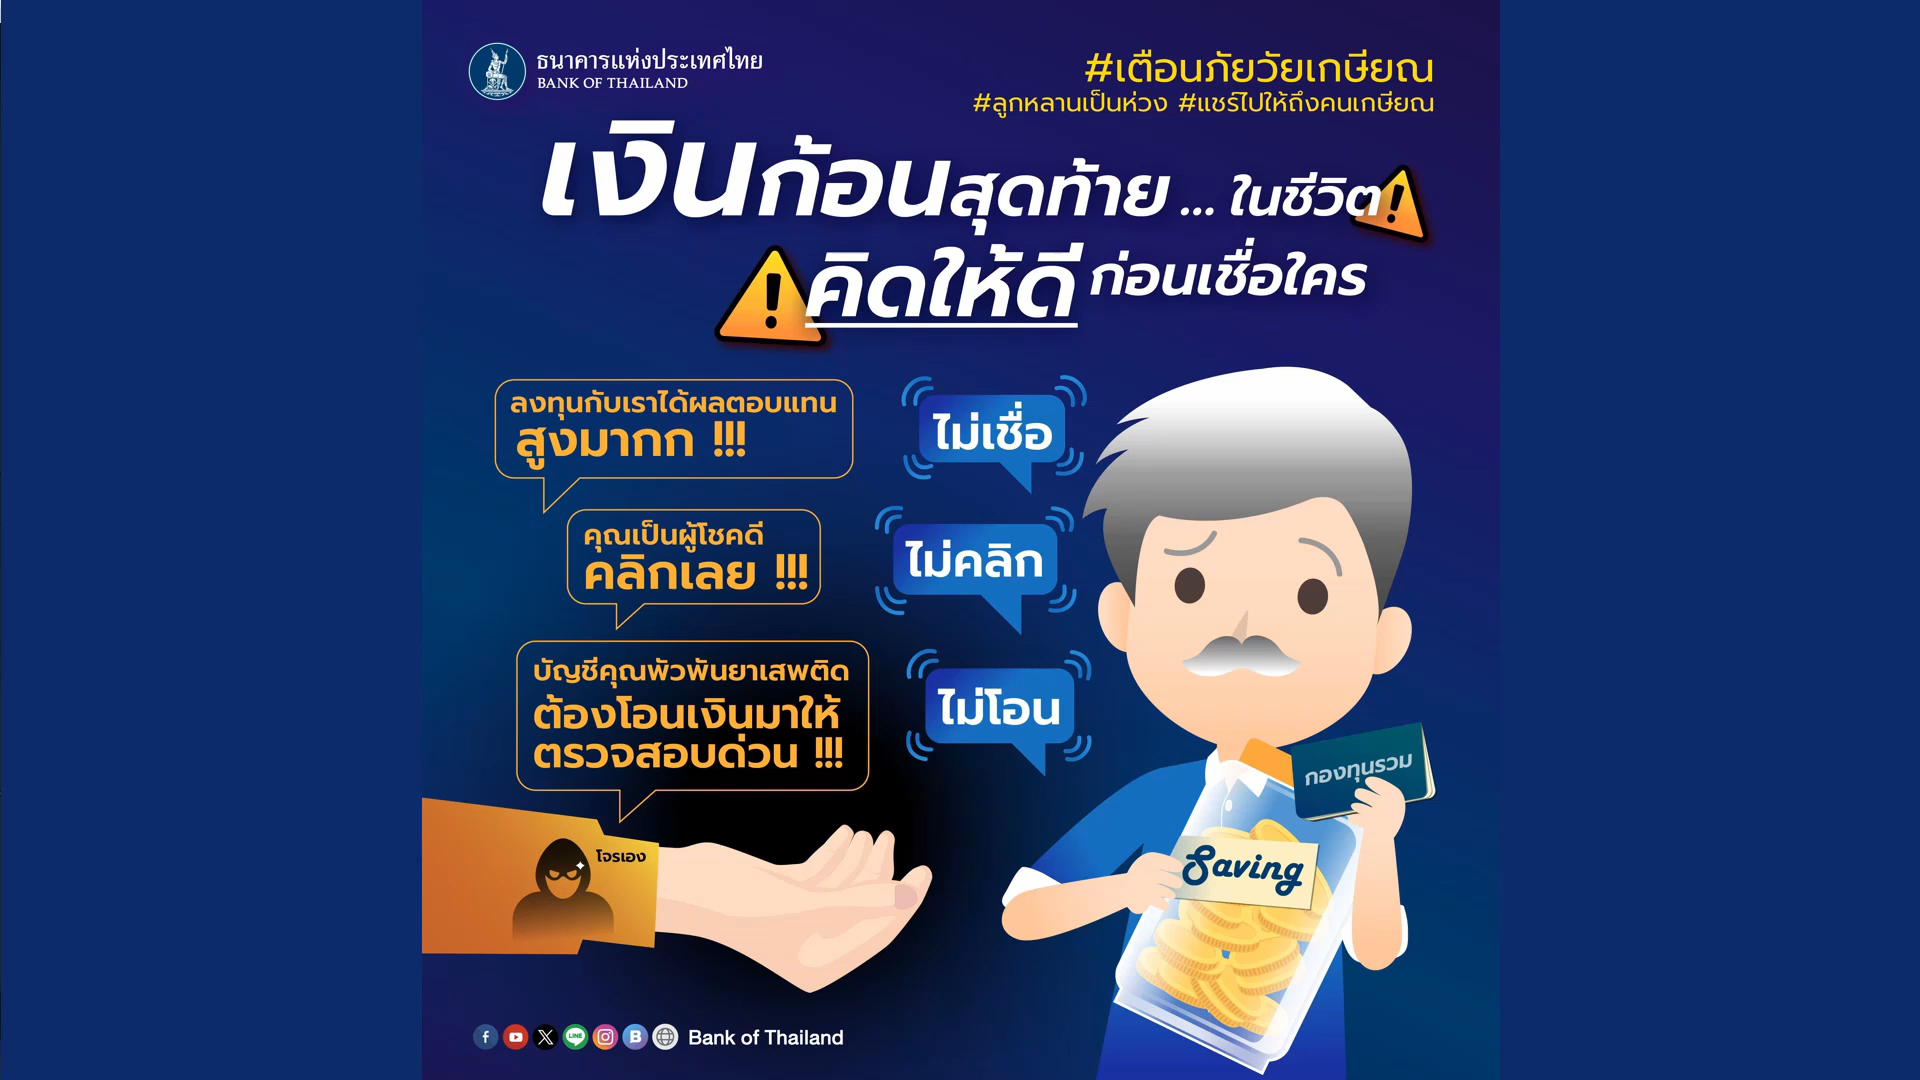 ธนาคารแห่งประเทศไทย
BANK OF THAILAND
#เตือนภัยวัยเกษียณ
#ลูกหลานเป็นห่วง #แชร์ไปให้ถึงคนเกษียณ
เงินก้อนสุดท้าย ... ในชีวิต
คิดให้ดี ก่อนเชื่อใคร
ลงทุนกับเราได้ผลตอบแทน
สูงมากก !!!
ไม่เชื่อ
คุณเป็นผู้โชคดี
คลิกเลย !!!
ไม่คลิก
บัญชีคุณพัวพันยาเสพติด
ต้องโอนเงินมาให้
ตรวจสอบด่วน !!!
ไม่โอน
กองทุนรวม
Saving
โจรเอง
LINE
Bank of Thailand